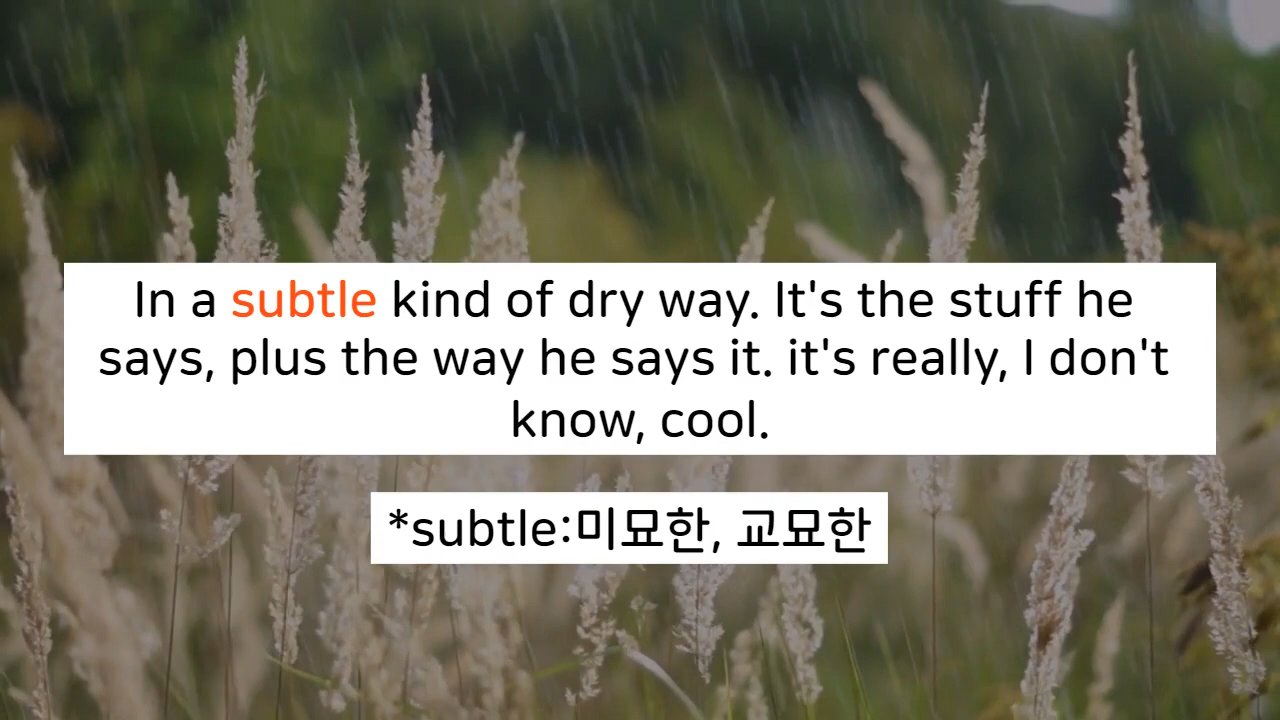 In a subtle kind of dry way. It's the stuff he
says, plus the way he says it. it's really, I don't
know, cool.
*subtle:미묘한, 교묘한